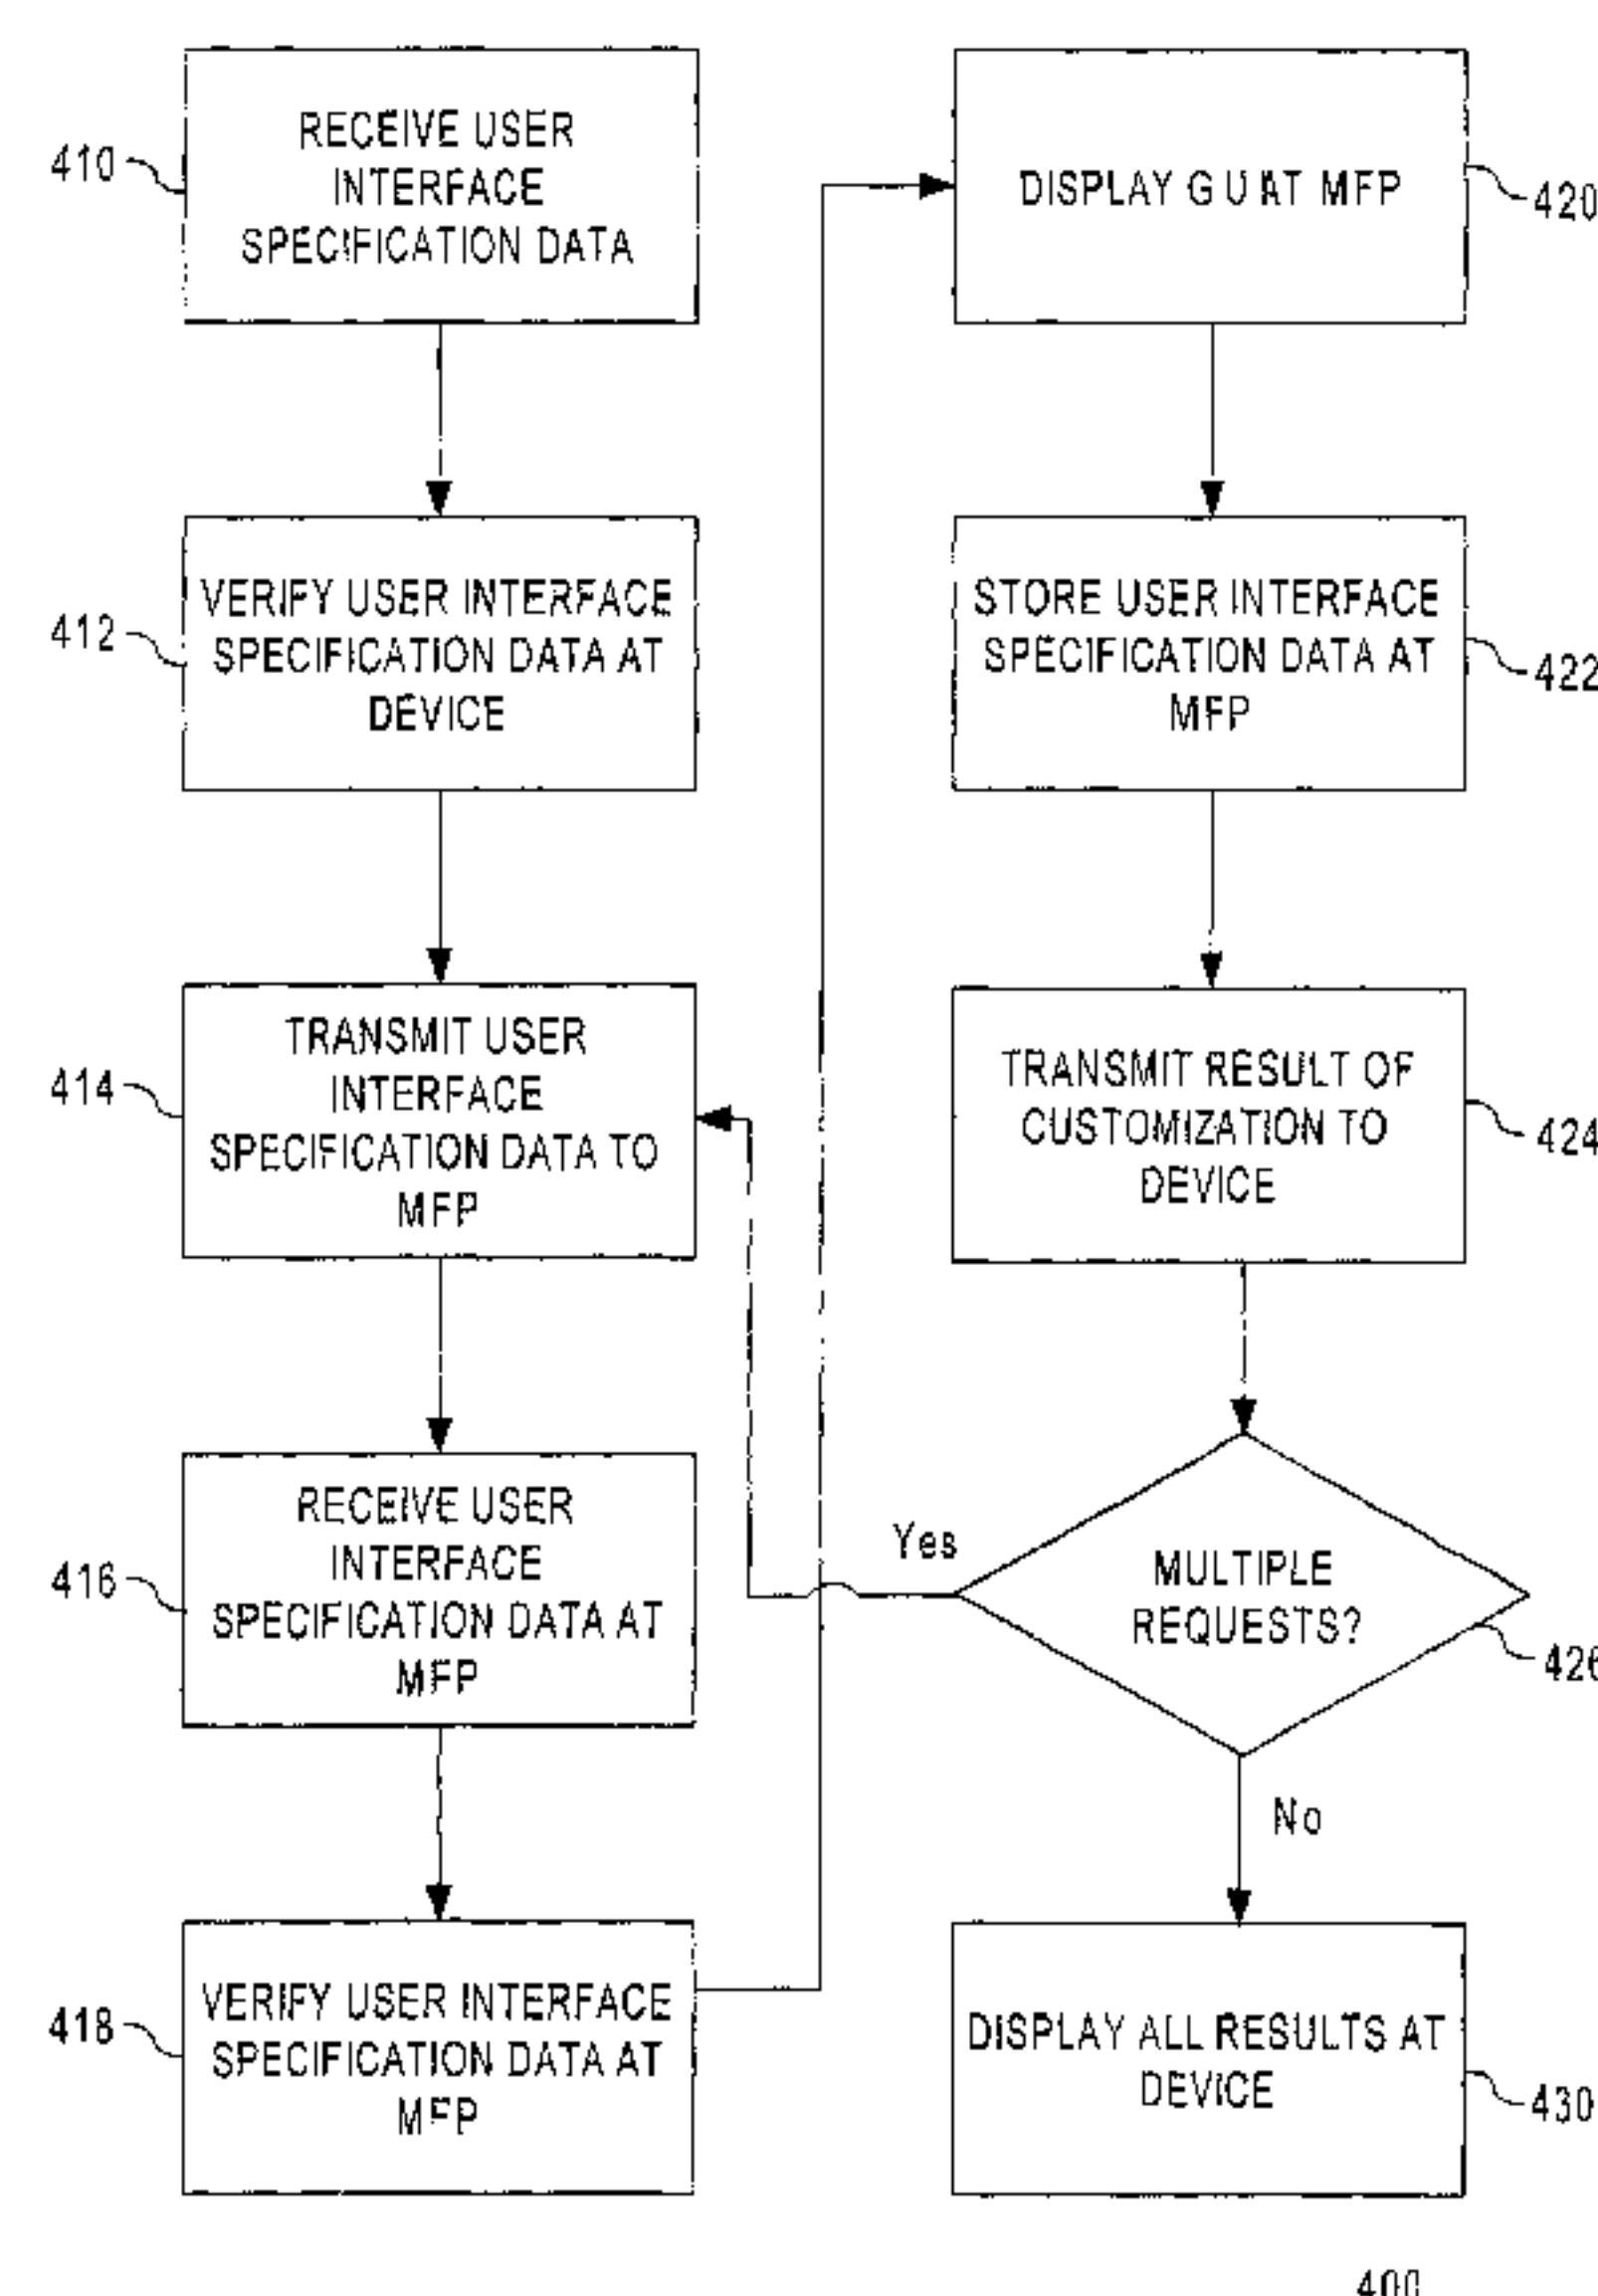 410
RECEIVE USER
INTERFACE
SPECIFICATION DATA
412
VERIFY USER INTERFACE
SPECIFICATION DATA AT
DEVICE
414
TRANSMIT USER
INTERFACE
SPECIFICATION DATA TO
MFP
416
RECEIVE USER
INTERFACE
SPECIFICATION DATA AT
MFP
418
VERIFY USER INTERFACE
SPECIFICATION DATA AT
MFP
DISPLAY GUI AT MFP
420
STORE USER INTERFACE
SPECIFICATION DATA AT
MFP
422
TRANSMIT RESULT OF
CUSTOMIZATION TO
DEVICE
424
Yes
MULTIPLE
REQUESTS?
426
No
DISPLAY ALL RESULTS AT
DEVICE
430
400